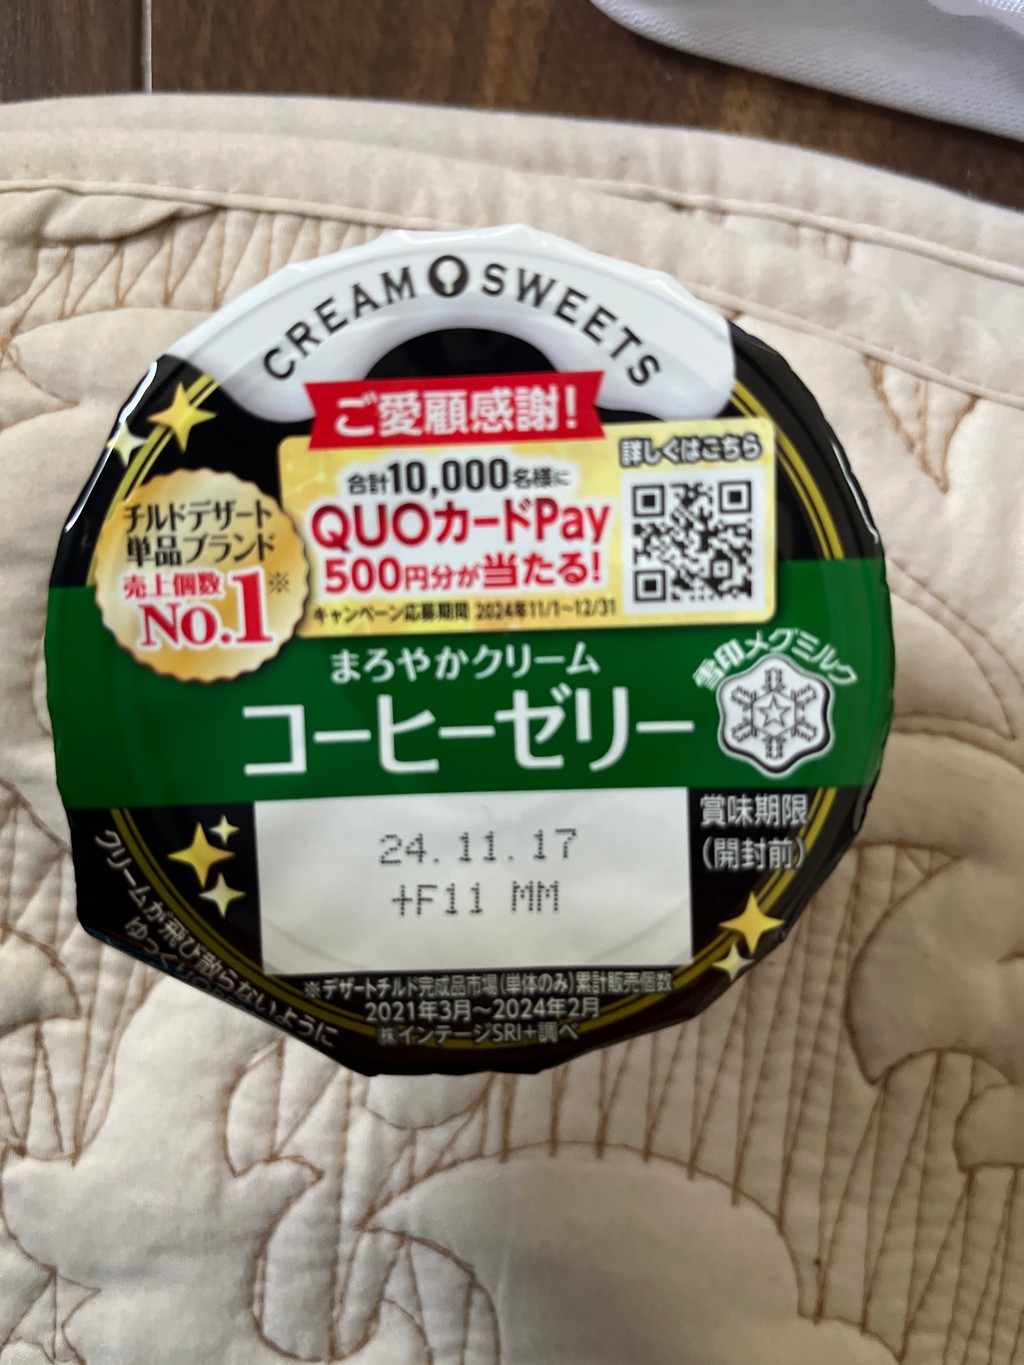 CREAM SWEETS
ご愛顧感謝!
詳しくはこちら
合計10,000名様に
QUOカードPay
500円分が当たる!
キャンペーン応募期間 2024年11/1~12/31
チルドデザート
単品ブランド
売上個数※
No.1
まろやかクリーム
コーヒーゼリー
雪印メグミルク
賞味期限
(開封前)
24.11.17
+F11 MM
クリームが飛び散らないように
ゆっくり
※デザートチルド完成品市場(単体のみ)累計販売個数
2021年3月~2024年2月
㈱インテージSRI+調べ